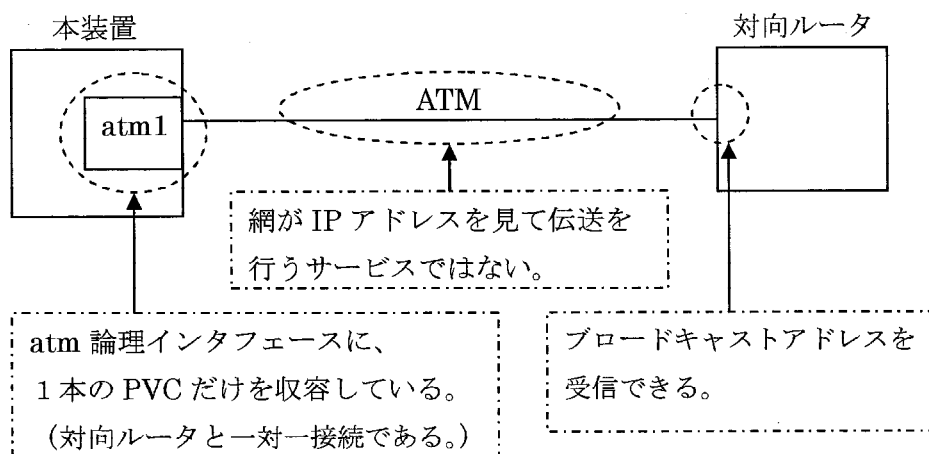 本装置
対向ルータ
ATM
atm1
網が IP アドレスを見て伝送を
行うサービスではない。
atm 論理インタフェースに、
1本の PVC だけを収容している。
(対向ルータと一対一接続である。)
ブロードキャストアドレスを
受信できる。